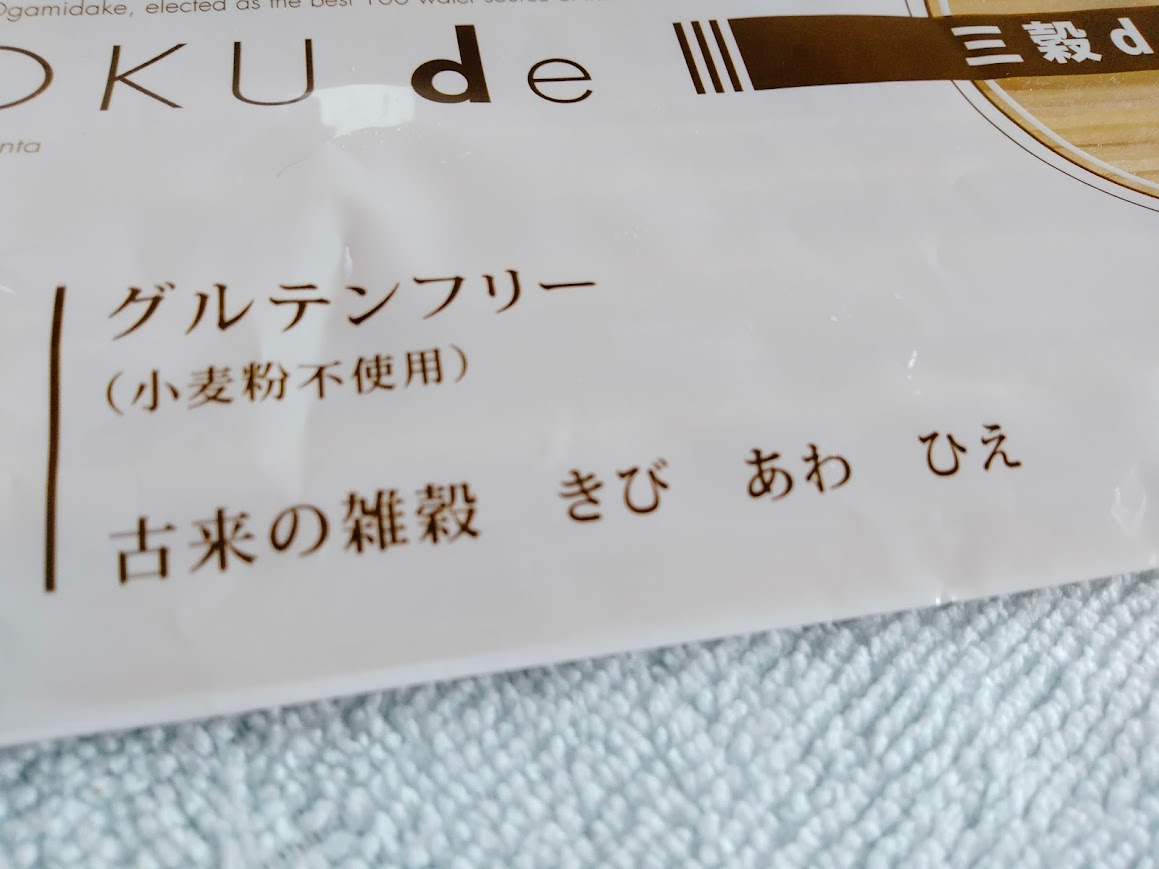 Ogamidake, elected as the best 100 water source of the
OKU de
三穀 d
グルテンフリー
（小麦粉不使用）
古来の雑穀 きび あわ ひえ